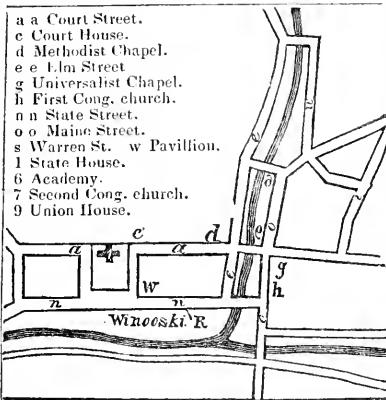 a a Court Street.
c Court House.
d Methodist Chapel.
e e Elm Street
g Universalist Chapel.
h First Cong. church.
n n State Street.
o o Maine Street.
s Warren St. w Pavilion.
1 State House.
6 Academy.
7 Second Cong. church.
9 Union House.
c
a a d
g
W h
n n
Winooski R
o
o
e
n